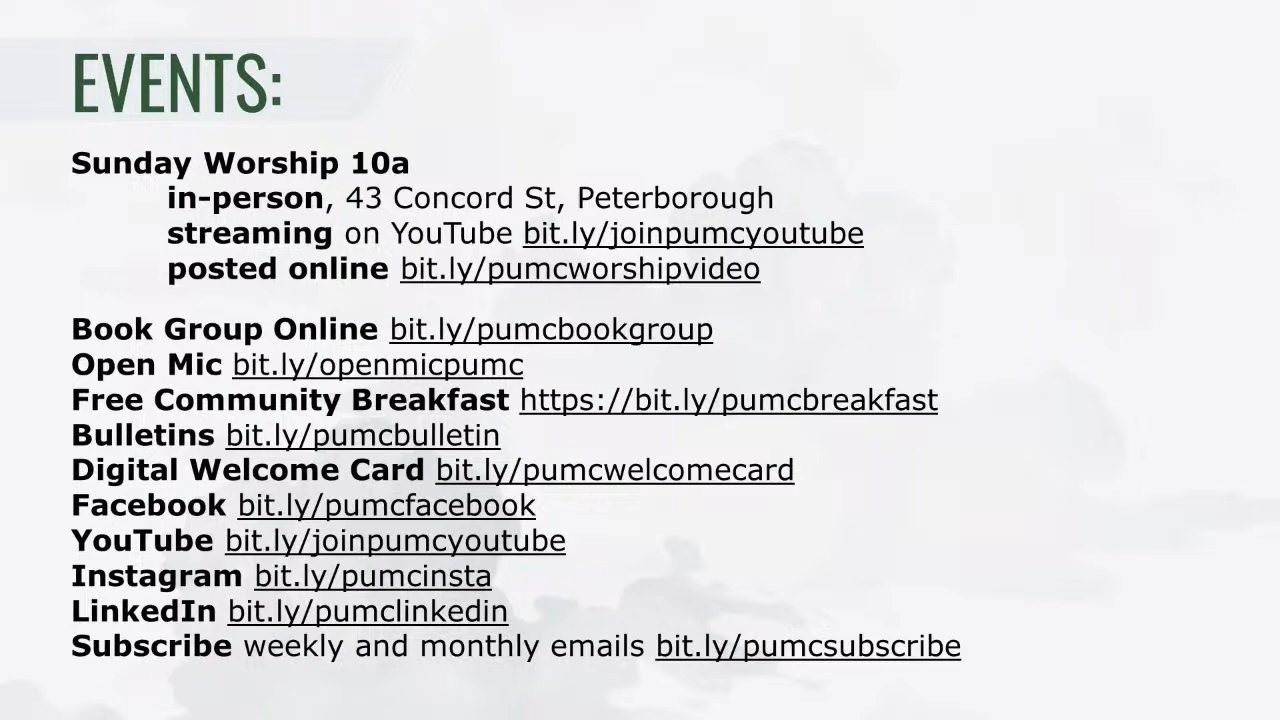 EVENTS:
Sunday Worship 10a
in-person, 43 Concord St, Peterborough
streaming on YouTube bit.ly/joinpumcyoutube
posted online bit.ly/pumcworshipvideo
Book Group Online bit.ly/pumcbookgroup
Open Mic bit.ly/openmicpumc
Free Community Breakfast https://bit.ly/pumcbreakfast
Bulletins bit.ly/pumcbulletin
Digital Welcome Card bit.ly/pumcwelcomecard
Facebook bit.ly/pumcfacebook
YouTube bit.ly/joinpumcyoutube
Instagram bit.ly/pumcinsta
LinkedIn bit.ly/pumclinkedin
Subscribe weekly and monthly emails bit.ly/pumcsubscribe